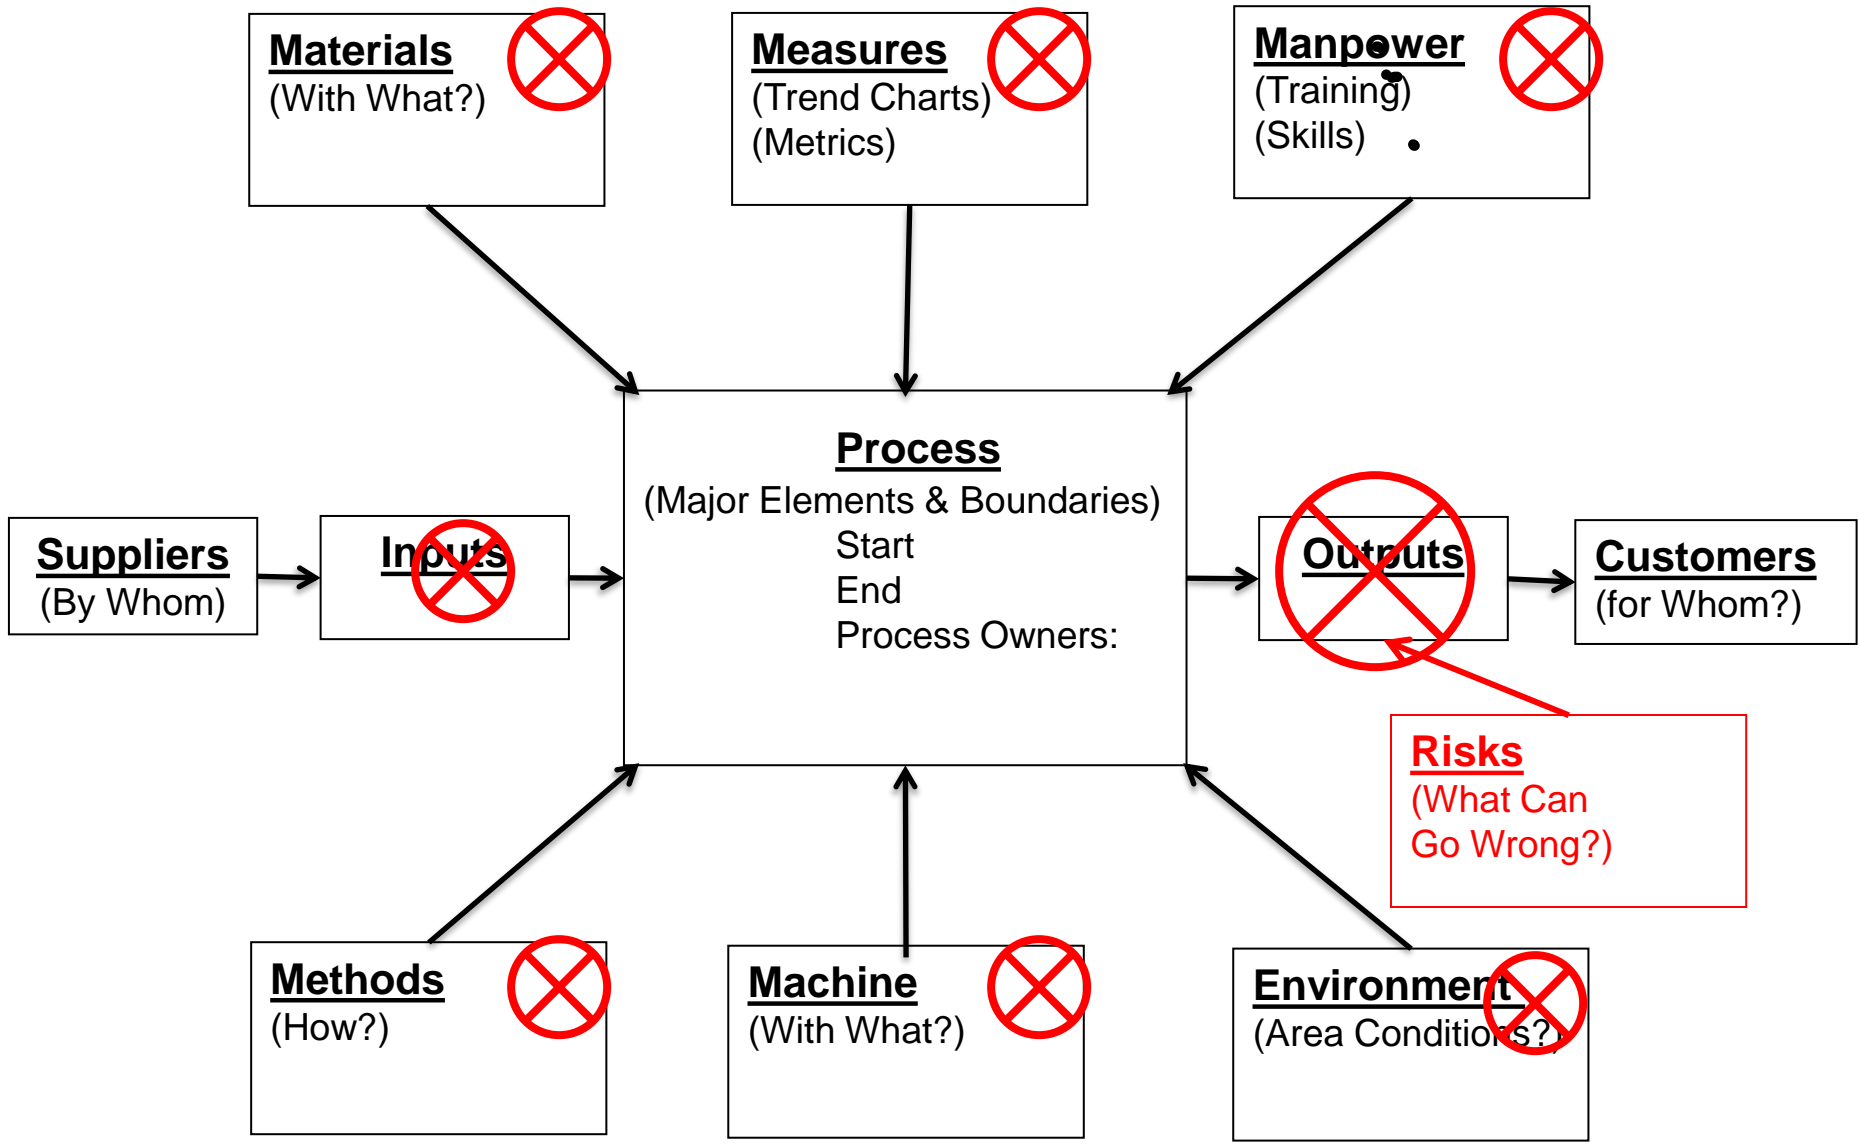 Materials
(With What?)
Measures
(Trend Charts)
(Metrics)
Manpower
(Training)
(Skills)
Process
(Major Elements & Boundaries)
Start
End
Process Owners:
Suppliers
(By Whom)
Inputs
Outputs
Customers
(for Whom?)
Risks
(What Can
Go Wrong?)
Methods
(How?)
Machine
(With What?)
Environment
(Area Conditions?)